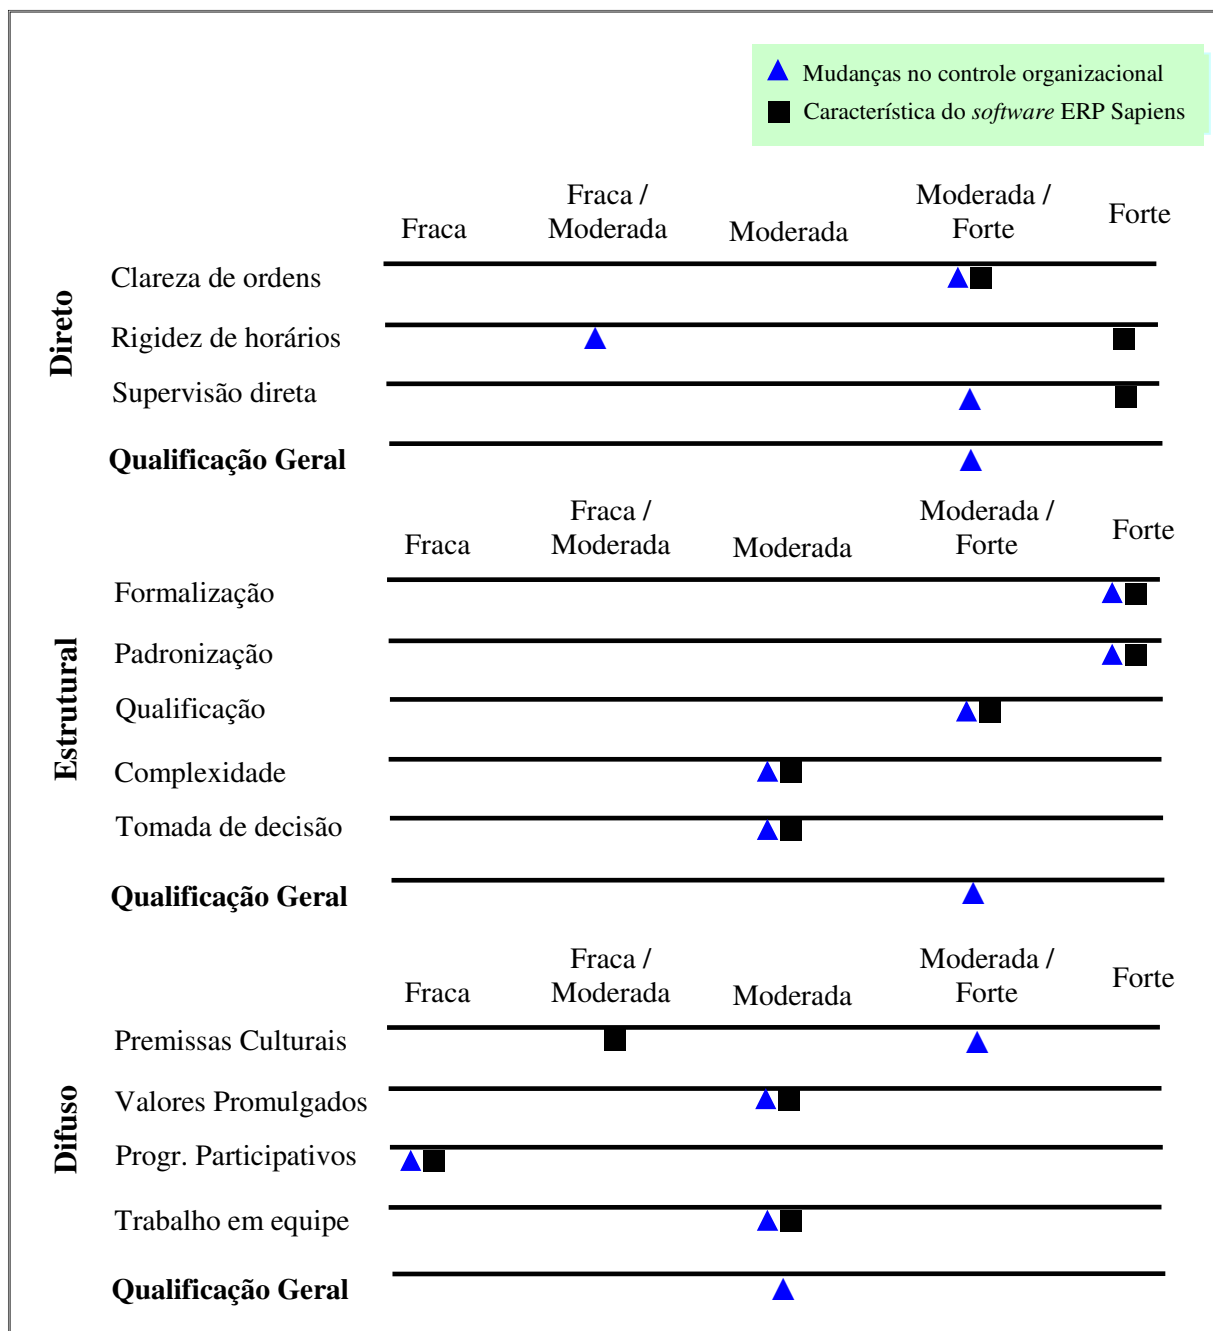 Mudanças no controle organizacional
Característica do software ERP Sapiens
Fraca
Fraca /
Moderada
Moderada
Moderada /
Forte
Forte
Direto
Clareza de ordens
Rigidez de horários
Supervisão direta
Qualificação Geral
Fraca
Fraca /
Moderada
Moderada
Moderada /
Forte
Forte
Estrutural
Formalização
Padronização
Qualificação
Complexidade
Tomada de decisão
Qualificação Geral
Fraca
Fraca /
Moderada
Moderada
Moderada /
Forte
Forte
Difuso
Premissas Culturais
Valores Promulgados
Progr. Participativos
Trabalho em equipe
Qualificação Geral